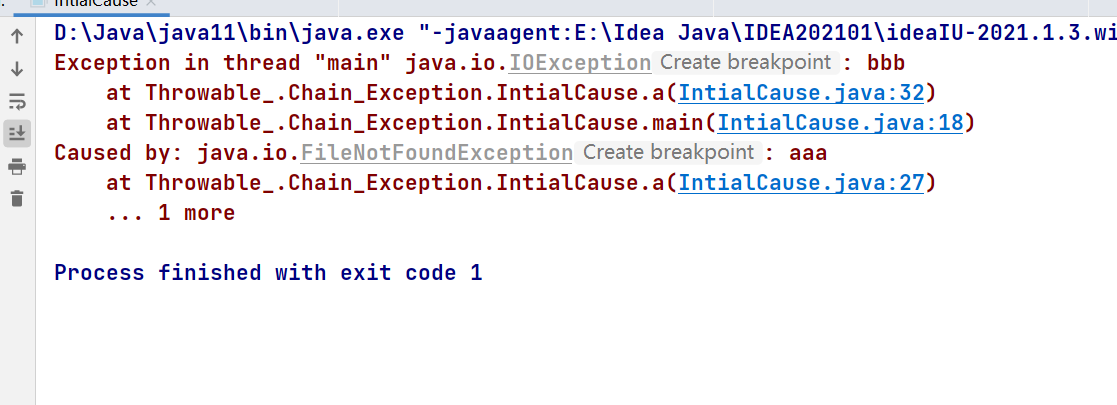 IntialCause
D:\Java\java11\bin\java.exe "-javaagent:E:\Idea Java\IDEA202101\ideaIU-2021.1.3.wi
Exception in thread "main" java.io.IOException Create breakpoint : bbb
at Throwable_.Chain_Exception.IntialCause.a(IntialCause.java:32)
at Throwable_.Chain_Exception.IntialCause.main(IntialCause.java:18)
Caused by: java.io.FileNotFoundException Create breakpoint : aaa
at Throwable_.Chain_Exception.IntialCause.a(IntialCause.java:27)
... 1 more
Process finished with exit code 1